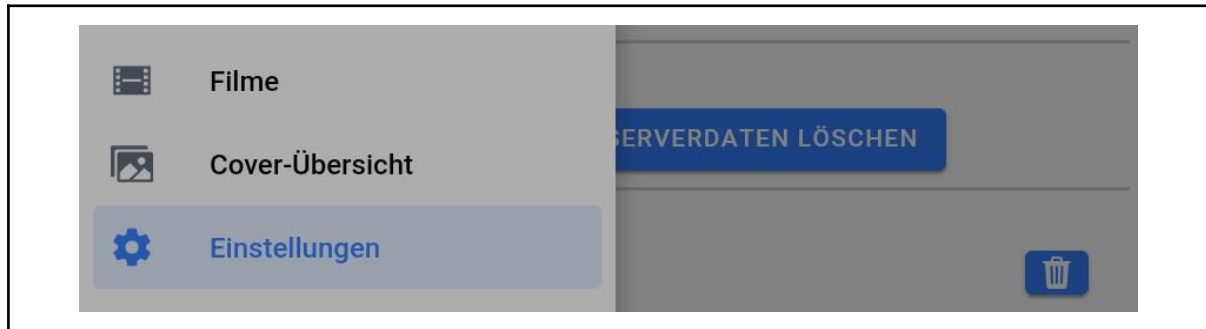 Filme
Cover-Übersicht
SERVERDATEN LÖSCHEN
Einstellungen